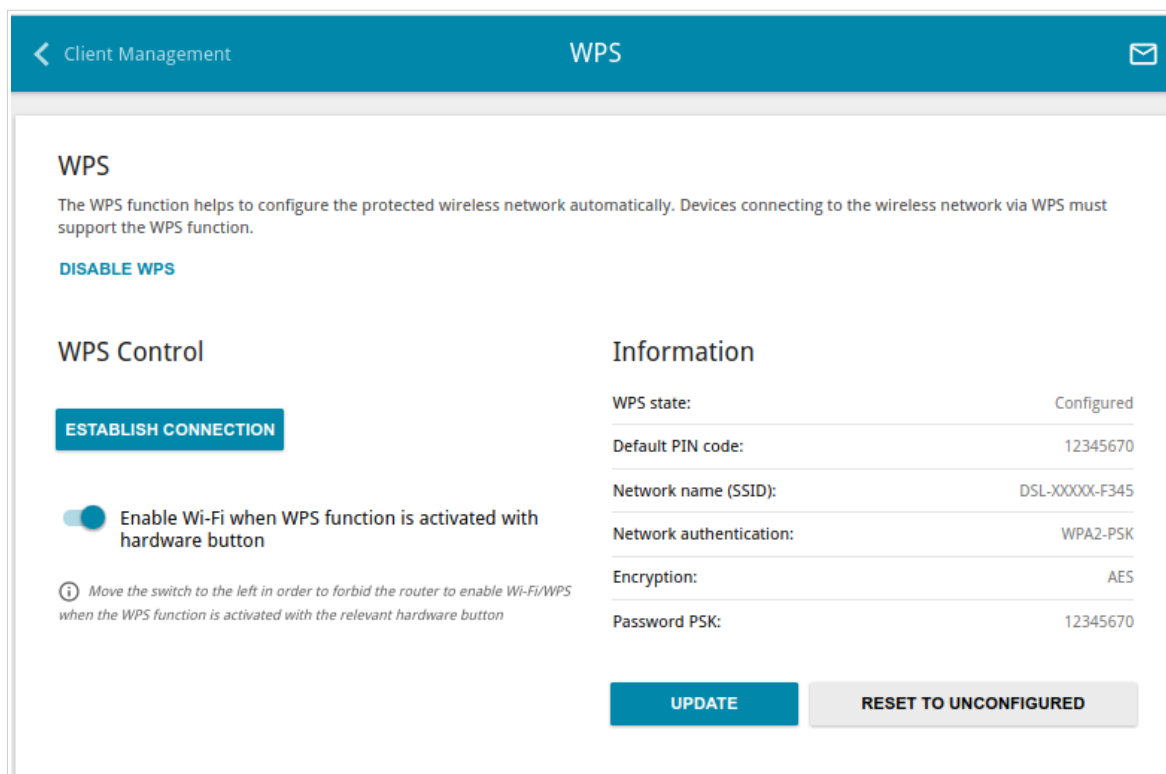 Client Management
WPS
WPS
The WPS function helps to configure the protected wireless network automatically. Devices connecting to the wireless network via WPS must
support the WPS function.
DISABLE WPS
WPS Control
ESTABLISH CONNECTION
Enable Wi-Fi when WPS function is activated with
hardware button
Move the switch to the left in order to forbid the router to enable Wi-Fi/WPS
when the WPS function is activated with the relevant hardware button
Information
WPS state: Configured
Default PIN code: 12345670
Network name (SSID): DSL-XXXXX-F345
Network authentication: WPA2-PSK
Encryption: AES
Password PSK: 12345670
UPDATE
RESET TO UNCONFIGURED